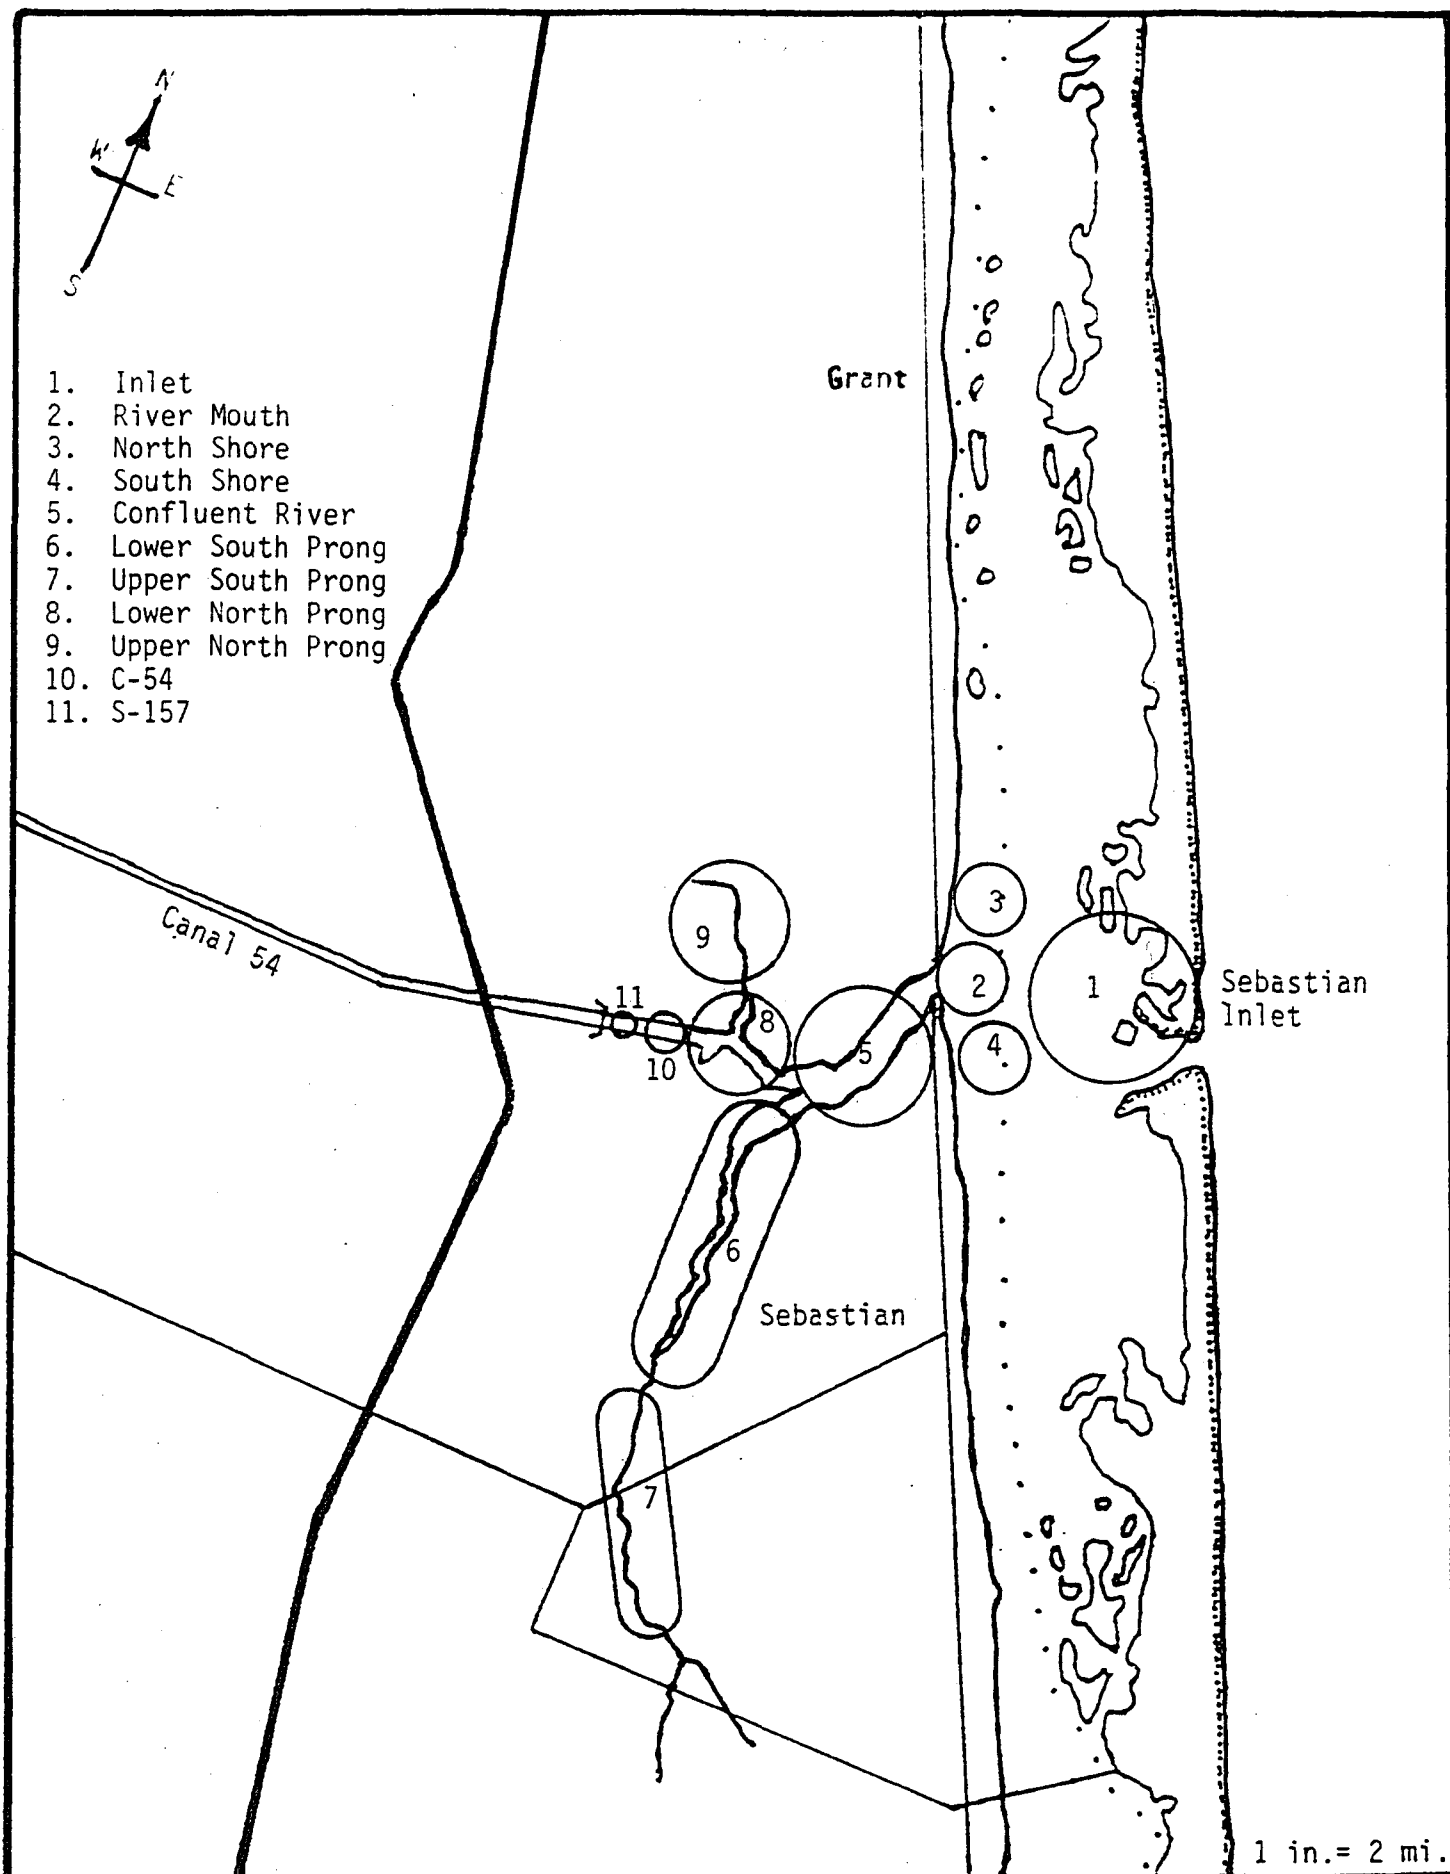 N
W
E
S
1. Inlet
2. River Mouth
3. North Shore
4. South Shore
5. Confluent River
6. Lower South Prong
7. Upper South Prong
8. Lower North Prong
9. Upper North Prong
10. C-54
11. S-157
Grant
Canal 54
9
3
2
1
Sebastian
Inlet
11
8
10
5
4
6
Sebastian
7
1 in.= 2 mi.